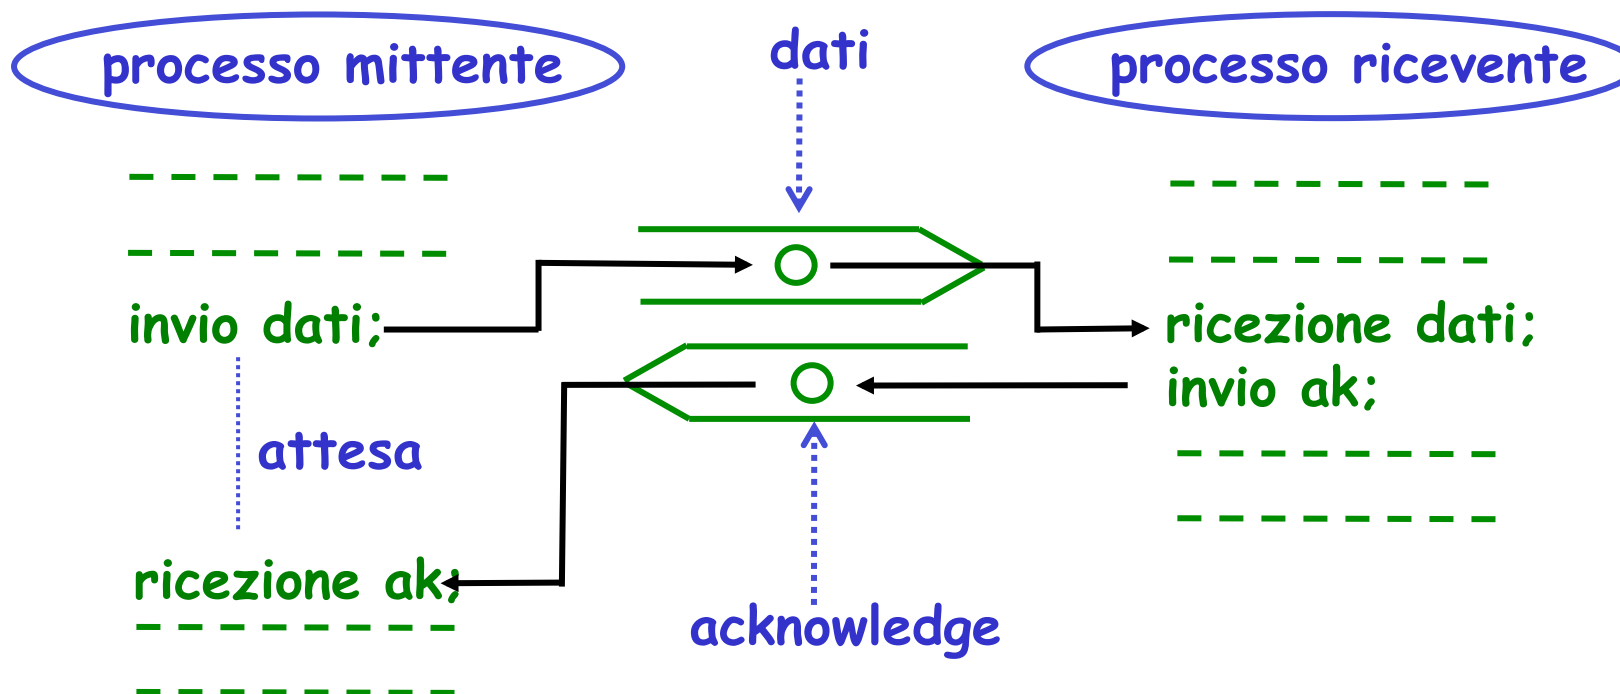 processo mittente
dati
processo ricevente
invio dati;
ricezione dati;
invio ak;
attesa
ricezione ak;
acknowledge